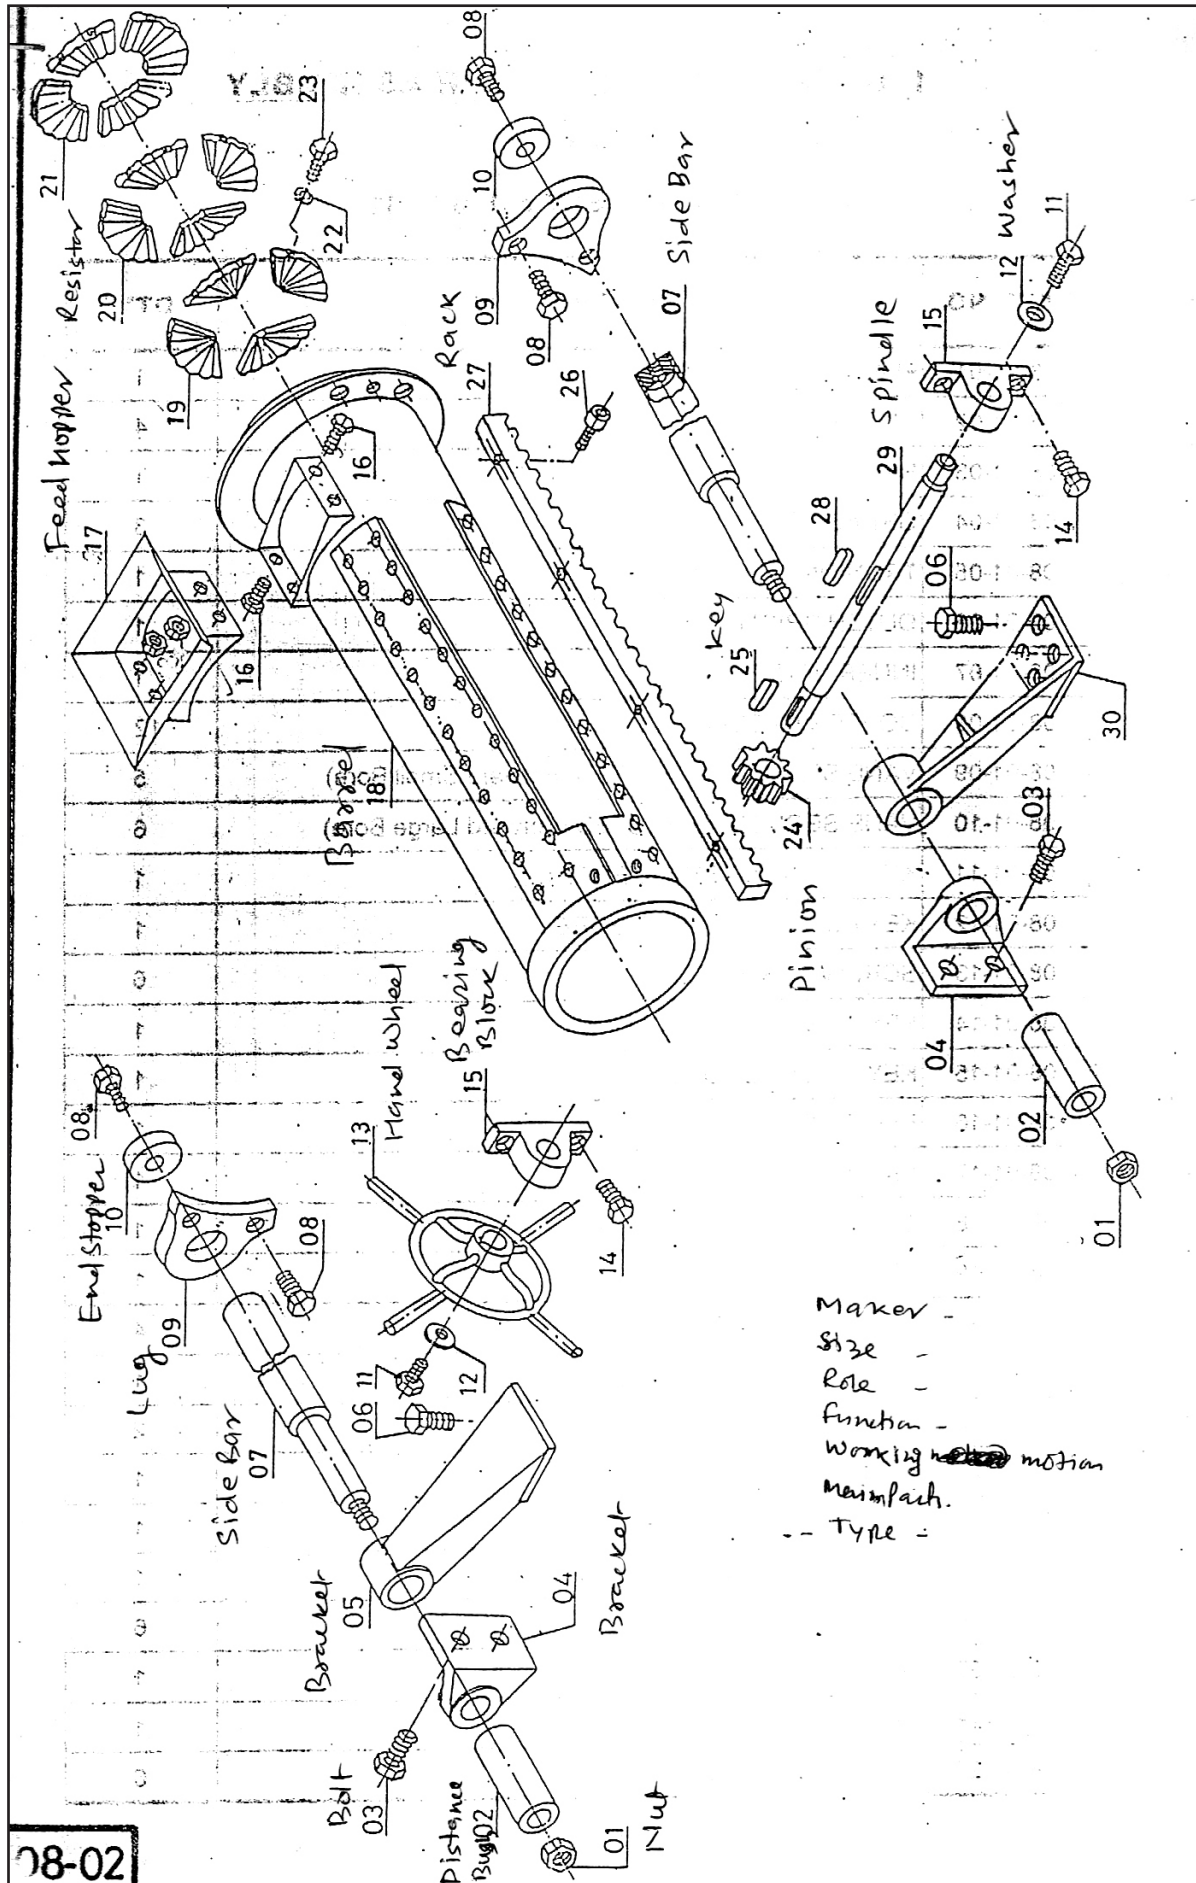 08
23
21
10
22
Side Bar
Washer
11
Resistor
20
09
08
12
07
Rack
27
26
15
Spindle
19
Feed hopper
17
16
29
14
28
06
16
Key
25
30
Barrel
18
24
03
Pinion
04
02
01
Hand Wheel
Bearing
Block
15
13
08
End Stopper
10
14
08
09
Lug
11
12
06
Side Bar
07
Maker -
Size -
Role -
Function -
Working motion
Type -
Bracket
05
04
Bracket
Bolt
03
Distance
Bush
02
01
Nut
08-02